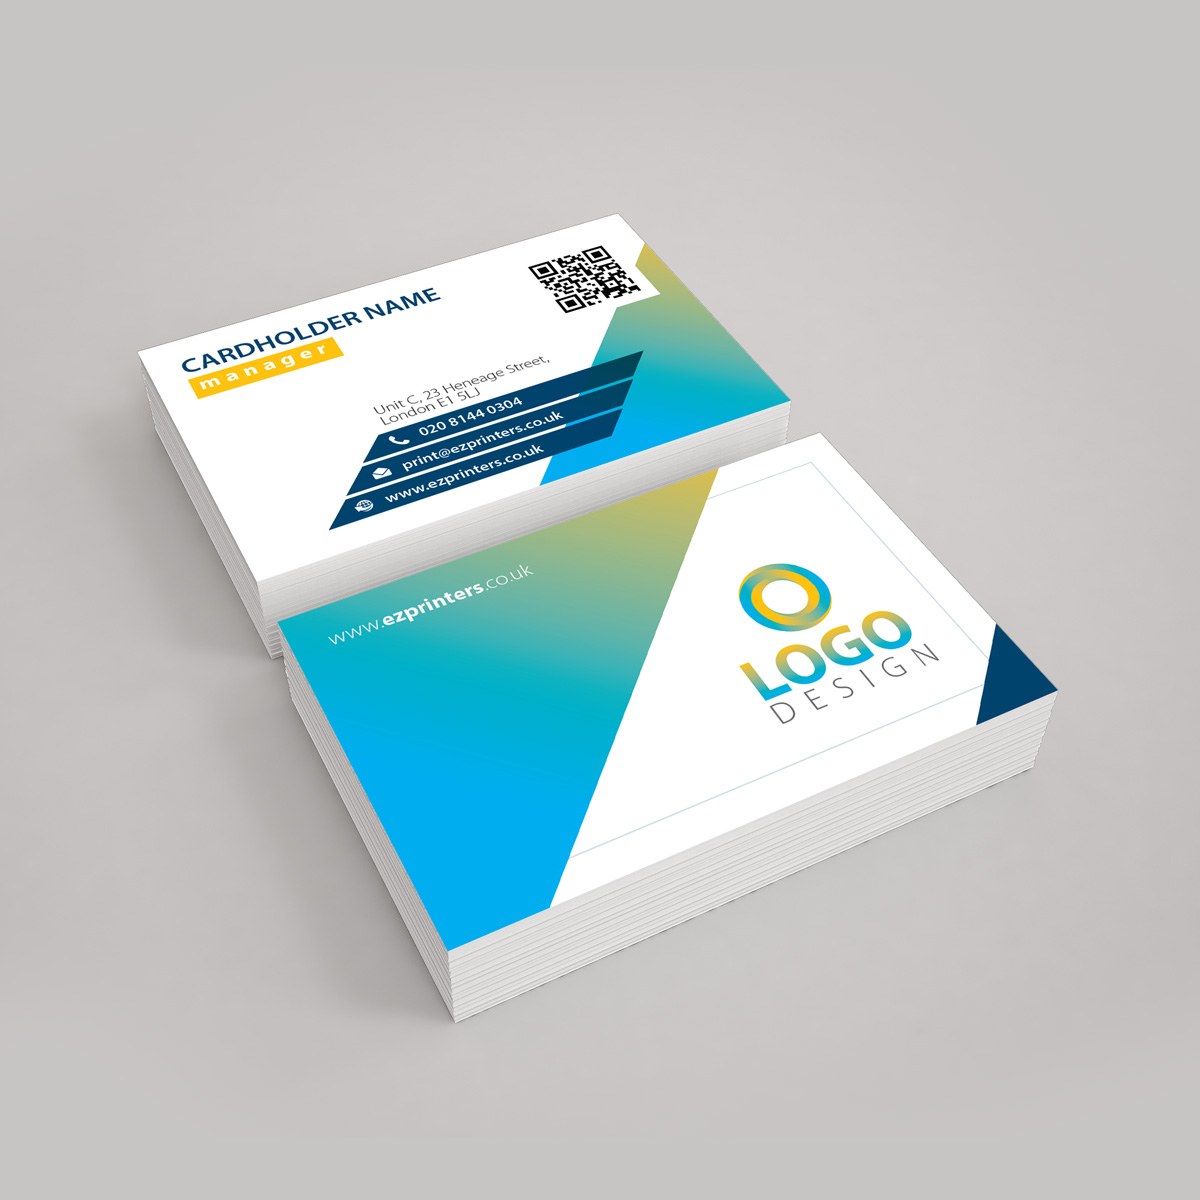 CARDHOLDER NAME
manager
Unit C, 23 Heneage Street,
London E1 5LJ
020 8144 0304
print@ezprinters.co.uk
www.ezprinters.co.uk
www.ezprinters.co.uk
LOGO
DESIGN